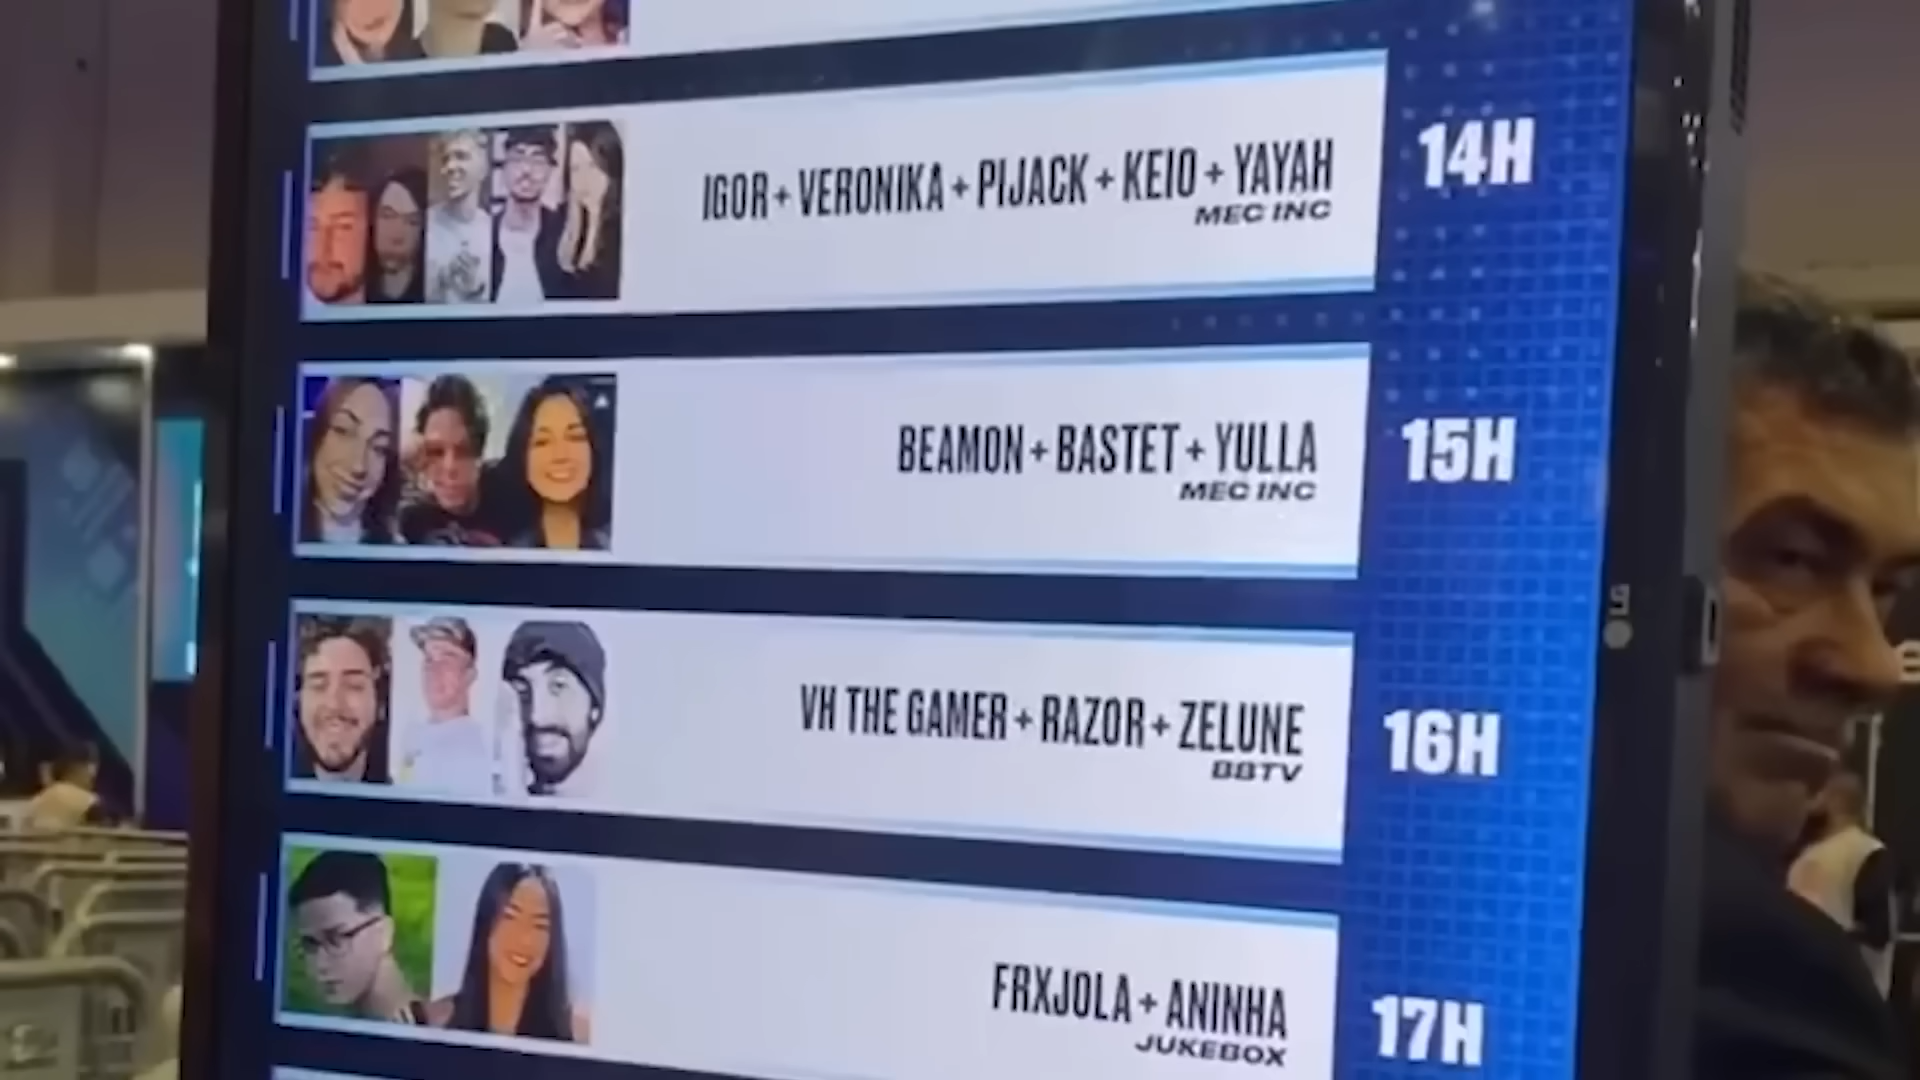 IGOR + VERONIKA + PIJACK + KEIO + YAYAH
MEC INC
14H
BEAMON + BASTET + YULLA
MEC INC
15H
VH THE GAMER + RAZOR + ZELUNE
BBTV
16H
FRXJOLA + ANINHA
JUKEBOX
17H